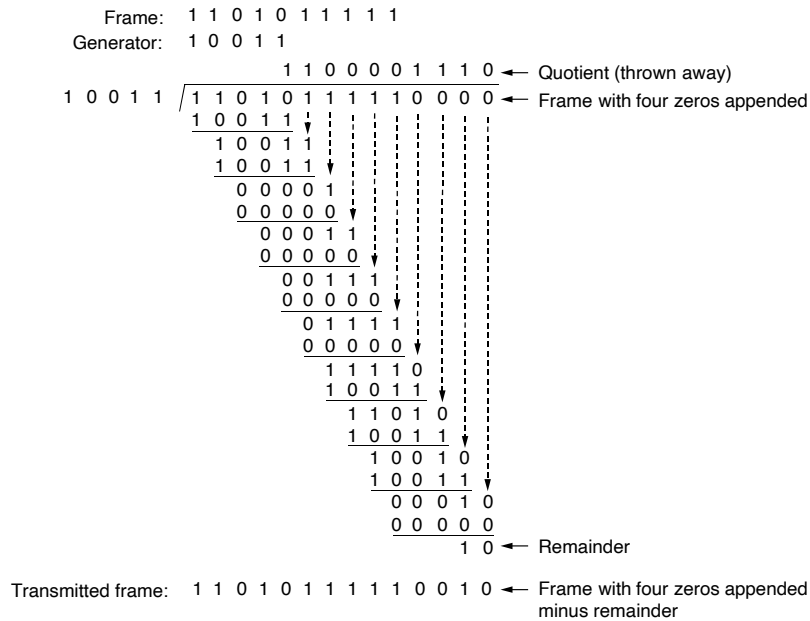 Frame: 1 1 0 1 0 1 1 1 1 1
Generator: 1 0 0 1 1
1 1 0 0 0 0 1 1 1 0 Quotient (thrown away)
1 0 0 1 1 1 1 0 1 0 1 1 1 1 1 0 0 0 0 Frame with four zeros appended
1 0 0 1 1
1 0 0 1 1
1 0 0 1 1
0 0 0 0 1
0 0 0 0 0
0 0 0 1 1
0 0 0 0 0
0 0 1 1 1
0 0 0 0 0
0 1 1 1 1
0 0 0 0 0
1 1 1 1 0
1 0 0 1 1
1 1 0 1 0
1 0 0 1 1
1 0 0 1 0
1 0 0 1 1
0 0 0 1 0
0 0 0 0 0
1 0 Remainder
Transmitted frame: 1 1 0 1 0 1 1 1 1 1 0 0 1 0 Frame with four zeros appended
minus remainder